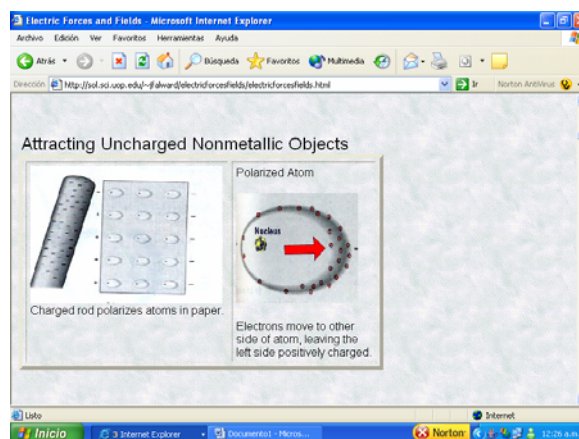 Electric Forces and Fields - Microsoft Internet Explorer
Archivo Edición Ver Favoritos Herramientas Ayuda
Atrás Búsqueda Favoritos Multimedia
Dirección http://sol.sci.uop.edu/~jfalward/electricforcesfields/electricforcesfields.html Ir Norton AntiVirus
Attracting Uncharged Nonmetallic Objects
Polarized Atom
Nucleus
Charged rod polarizes atoms in paper.
Electrons move to other
side of atom, leaving the
left side positively charged.
Listo Internet
Inicio 3 Internet Explorer Documento1 - Micros... Norton 12:26 a.m.